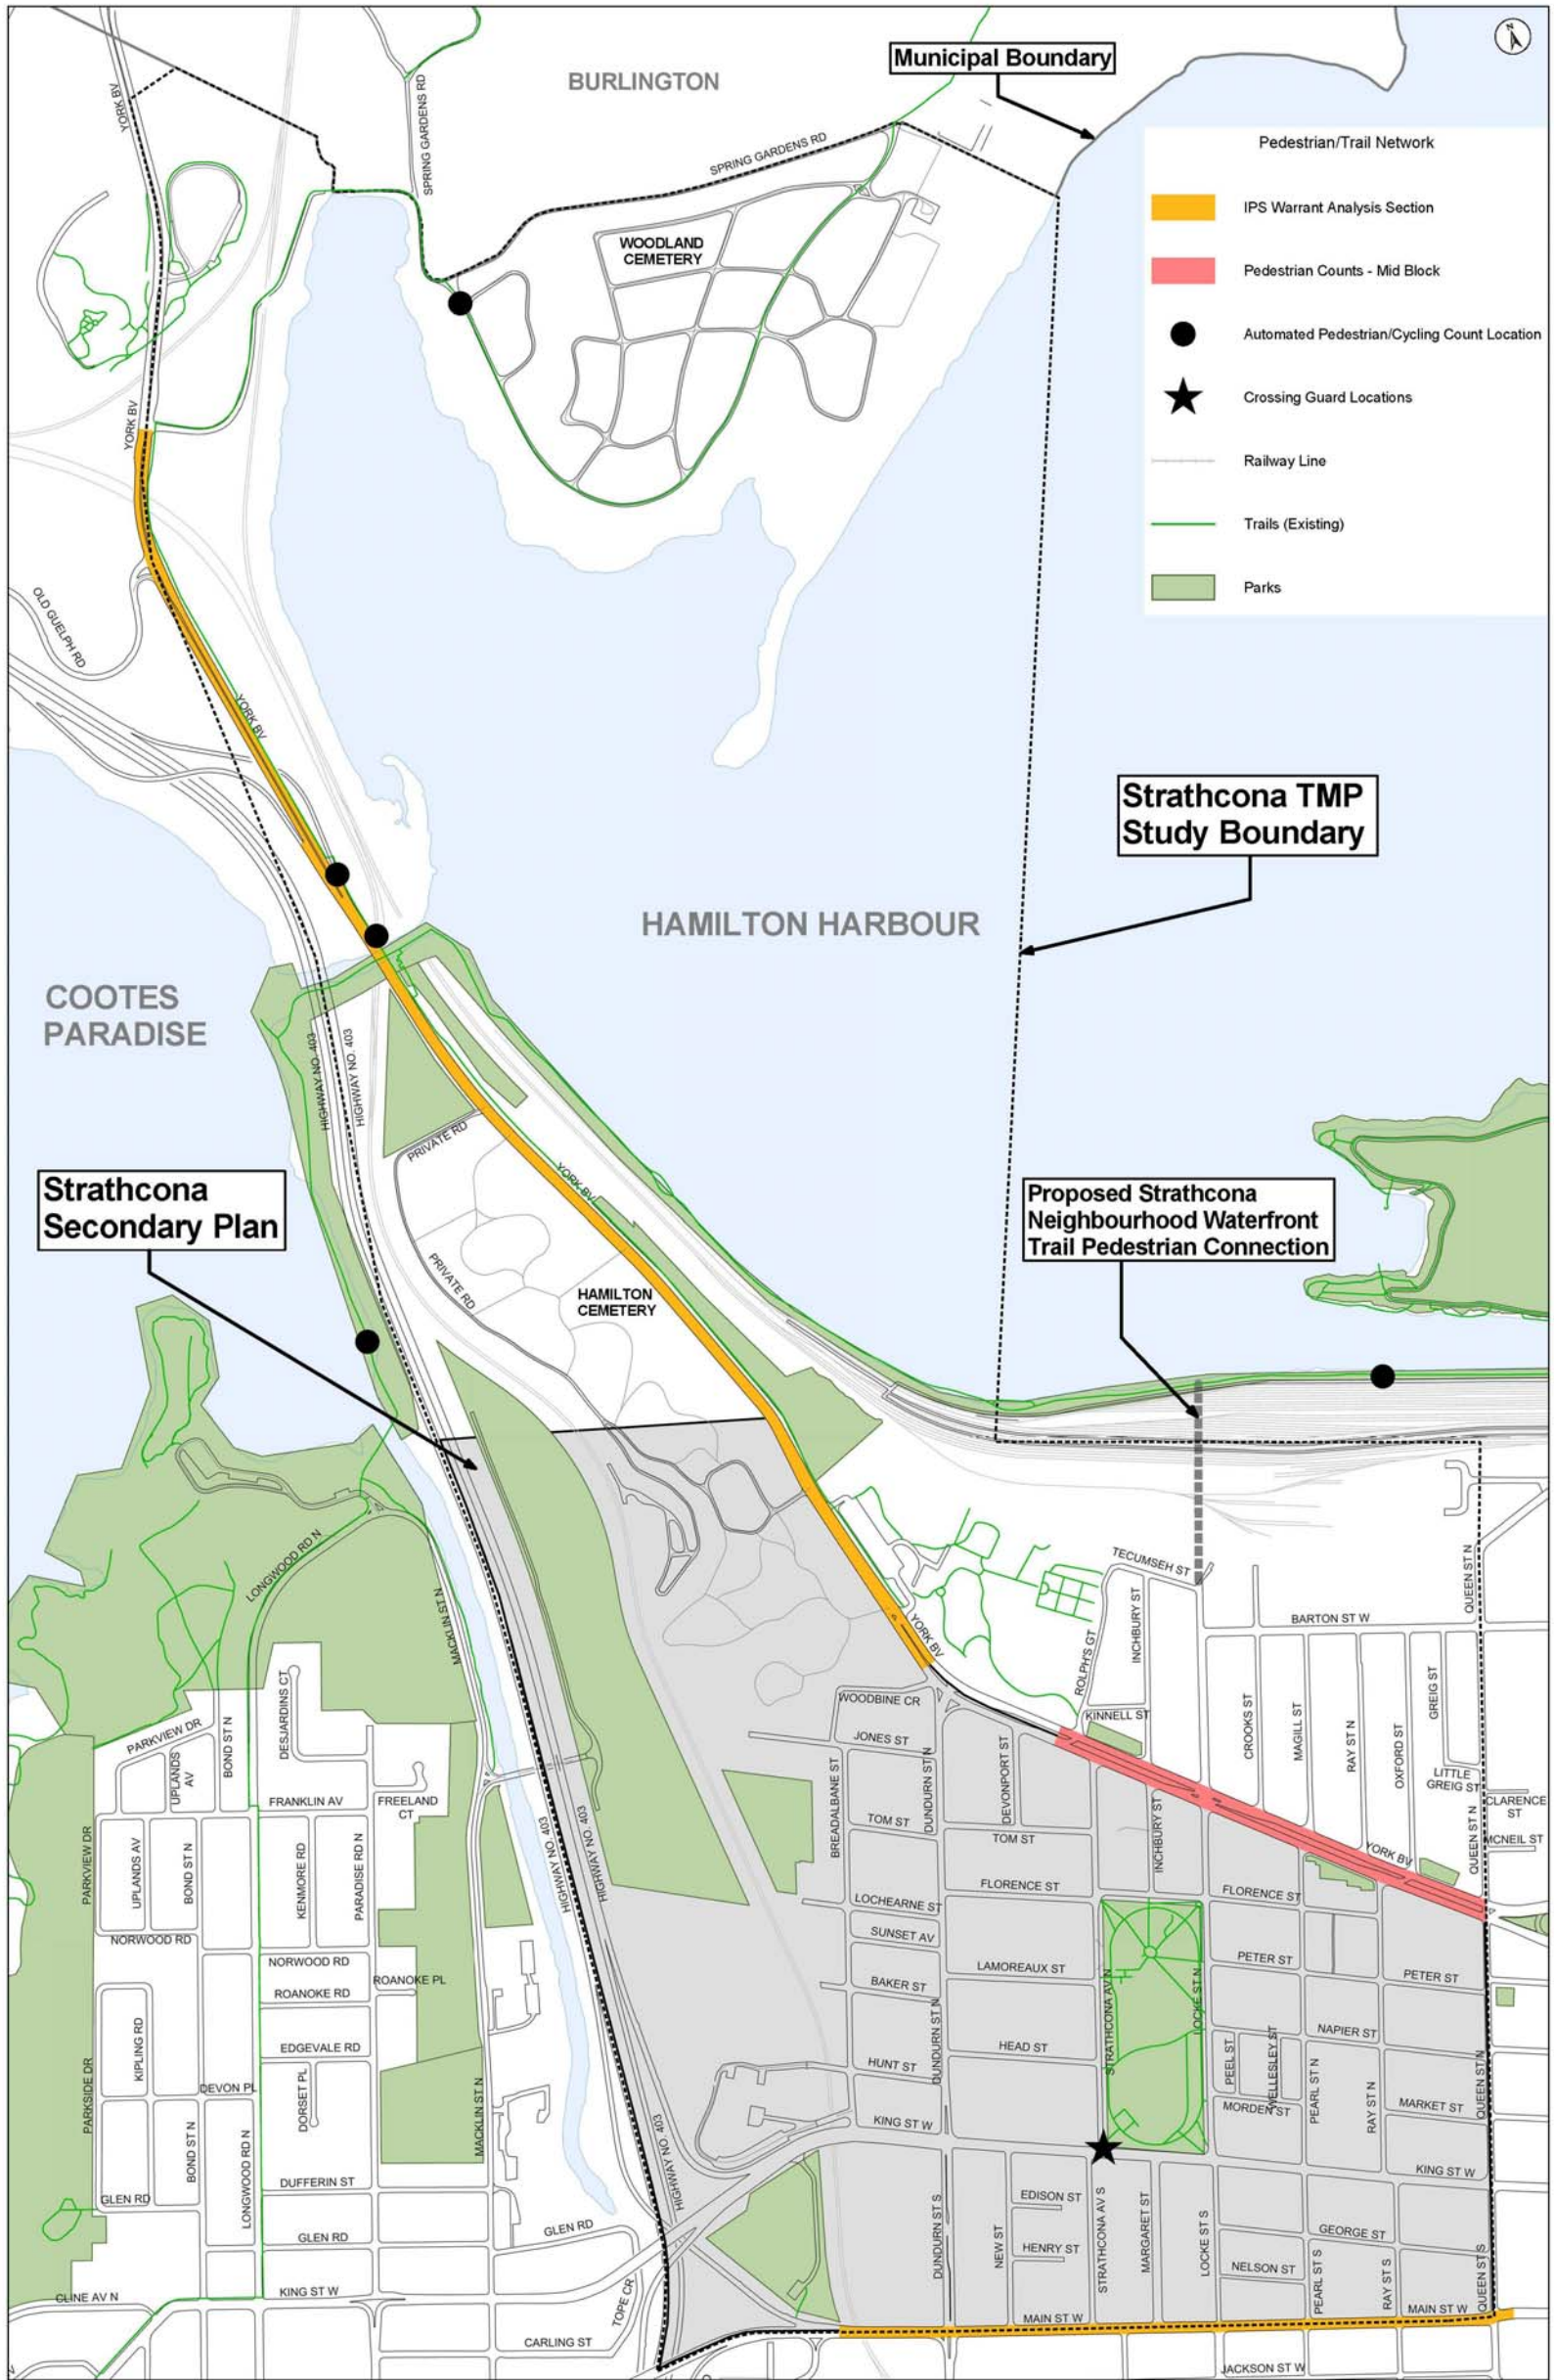 N
BURLINGTON
Municipal Boundary
YORK BV
SPRING GARDENS RD
SPRING GARDENS RD
WOODLAND
CEMETERY
Pedestrian/Trail Network
IPS Warrant Analysis Section
Pedestrian Counts - Mid Block
Automated Pedestrian/Cycling Count Location
Crossing Guard Locations
Railway Line
Trails (Existing)
Parks
YORK BV
OLD GUELPH RD
YORK BV
Strathcona TMP
Study Boundary
HAMILTON HARBOUR
COOTES
PARADISE
HIGHWAY NO. 403
HIGHWAY NO. 403
PRIVATE RD
YORK BV
Strathcona
Secondary Plan
Proposed Strathcona
Neighbourhood Waterfront
Trail Pedestrian Connection
PRIVATE RD
HAMILTON
CEMETERY
LONGWOOD RD N
MACKLIN ST N
TECUMSEH ST
INCHBURY ST
QUEEN ST N
BARTON ST W
YORK BV
ROLPH'S GT
WOODBINE CR
KINNELL ST
CROOKS ST
MAGILL ST
RAY ST N
OXFORD ST
GREIG ST
DESJARDINS CT
PARKVIEW DR
BOND ST N
UPLANDS
AV
JONES ST
BREADALBANE ST
DUNDURN ST N
DEVONPORT ST
LITTLE
GREIG ST
CLARENCE
ST
FRANKLIN AV
FREELAND
CT
TOM ST
TOM ST
INCHBURY ST
QUEEN ST N
MCNEIL ST
YORK BV
PARKVIEW DR
UPLANDS AV
BOND ST N
KENMORE RD
PARADISE RD N
HIGHWAY NO. 403
HIGHWAY NO. 403
FLORENCE ST
FLORENCE ST
LOCHEARNE ST
SUNSET AV
NORWOOD RD
NORWOOD RD
ROANOKE PL
ROANOKE RD
LAMOREAUX ST
PETER ST
PETER ST
BAKER ST
STRATHCONA AV N
LOCKE ST N
KIPLING RD
EDGEVALE RD
DUNDURN ST N
HEAD ST
NAPIER ST
PEEL ST
WELLESLEY ST
PEARL ST N
HUNT ST
PARKSIDE DR
DEVON PL
DORSET PL
MACKLIN ST N
MORDEN ST
RAY ST N
MARKET ST
QUEEN ST N
KING ST W
BOND ST N
LONGWOOD RD N
HIGHWAY NO. 403
KING ST W
DUFFERIN ST
GLEN RD
EDISON ST
DUNDURN ST S
NEW ST
STRATHCONA AV S
MARGARET ST
LOCKE ST S
GLEN RD
GLEN RD
HENRY ST
GEORGE ST
NELSON ST
PEARL ST S
RAY ST S
QUEEN ST S
CLINE AV N
KING ST W
TOPE CR
MAIN ST W
MAIN ST W
CARLING ST
JACKSON ST W